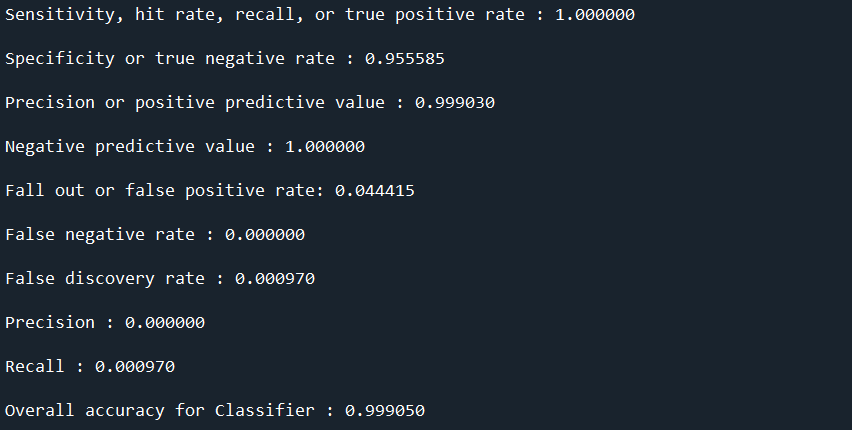 Sensitivity, hit rate, recall, or true positive rate : 1.000000
Specificity or true negative rate : 0.955585
Precision or positive predictive value : 0.999030
Negative predictive value : 1.000000
Fall out or false positive rate: 0.044415
False negative rate : 0.000000
False discovery rate : 0.000970
Precision : 0.000000
Recall : 0.000970
Overall accuracy for Classifier : 0.999050